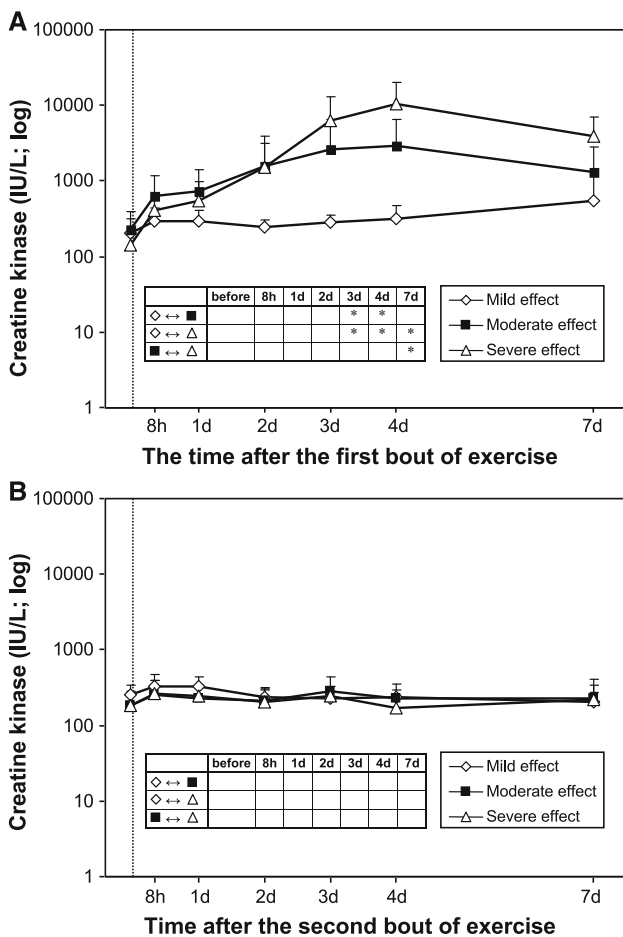 A
100000
10000
1000
100
10
1
Creatine kinase (IU/L; log)
before 8h 1d 2d 3d 4d 7d
◇ ↔ ■ * *
◇ ↔ △ * * *
■ ↔ △ *
Mild effect
Moderate effect
Severe effect
8h 1d 2d 3d 4d 7d
The time after the first bout of exercise
B
100000
10000
1000
100
10
1
Creatine kinase (IU/L; log)
before 8h 1d 2d 3d 4d 7d
◇ ↔ ■
◇ ↔ △
■ ↔ △
Mild effect
Moderate effect
Severe effect
8h 1d 2d 3d 4d 7d
Time after the second bout of exercise